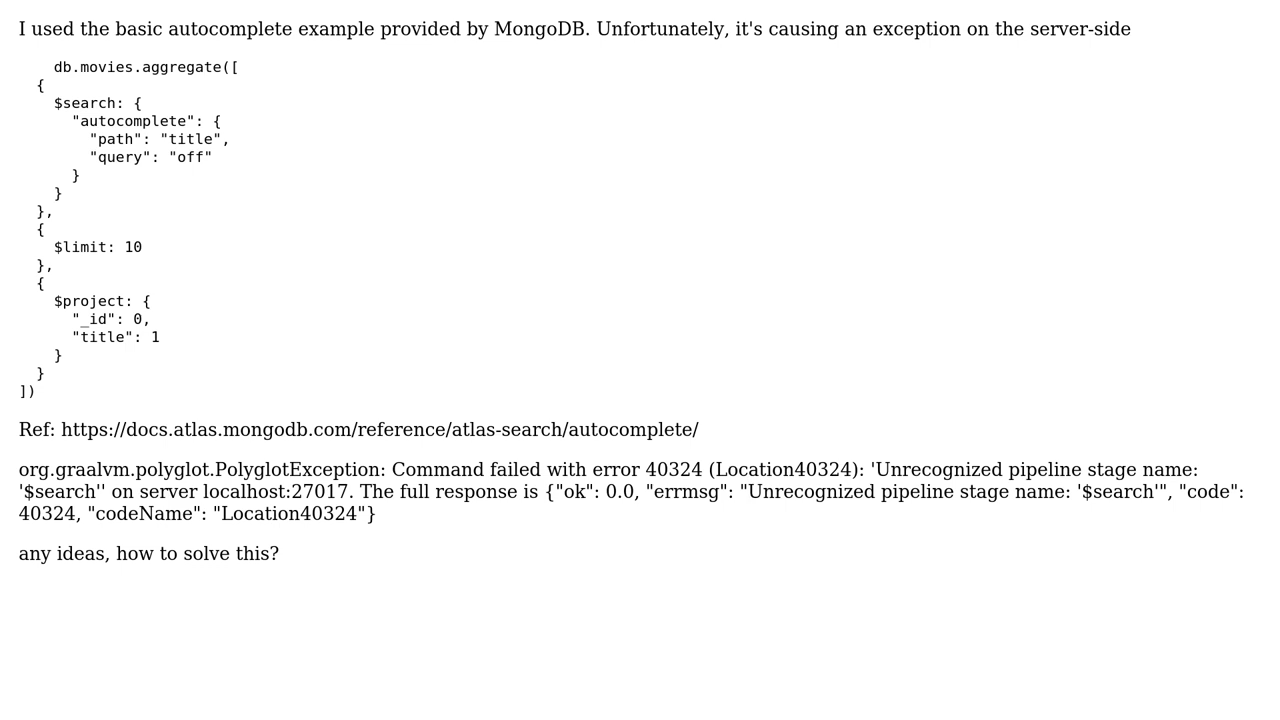 I used the basic autocomplete example provided by MongoDB. Unfortunately, it's causing an exception on the server-side
    db.movies.aggregate([
  {
    $search: {
      "autocomplete": {
        "path": "title",
        "query": "off"
      }
    }
  },
  {
    $limit: 10
  },
  {
    $project: {
      "_id": 0,
      "title": 1
    }
  }
])
Ref: https://docs.atlas.mongodb.com/reference/atlas-search/autocomplete/
org.graalvm.polyglot.PolyglotException: Command failed with error 40324 (Location40324): 'Unrecognized pipeline stage name:
'$search'' on server localhost:27017. The full response is {"ok": 0.0, "errmsg": "Unrecognized pipeline stage name: '$search'", "code":
40324, "codeName": "Location40324"}
any ideas, how to solve this?